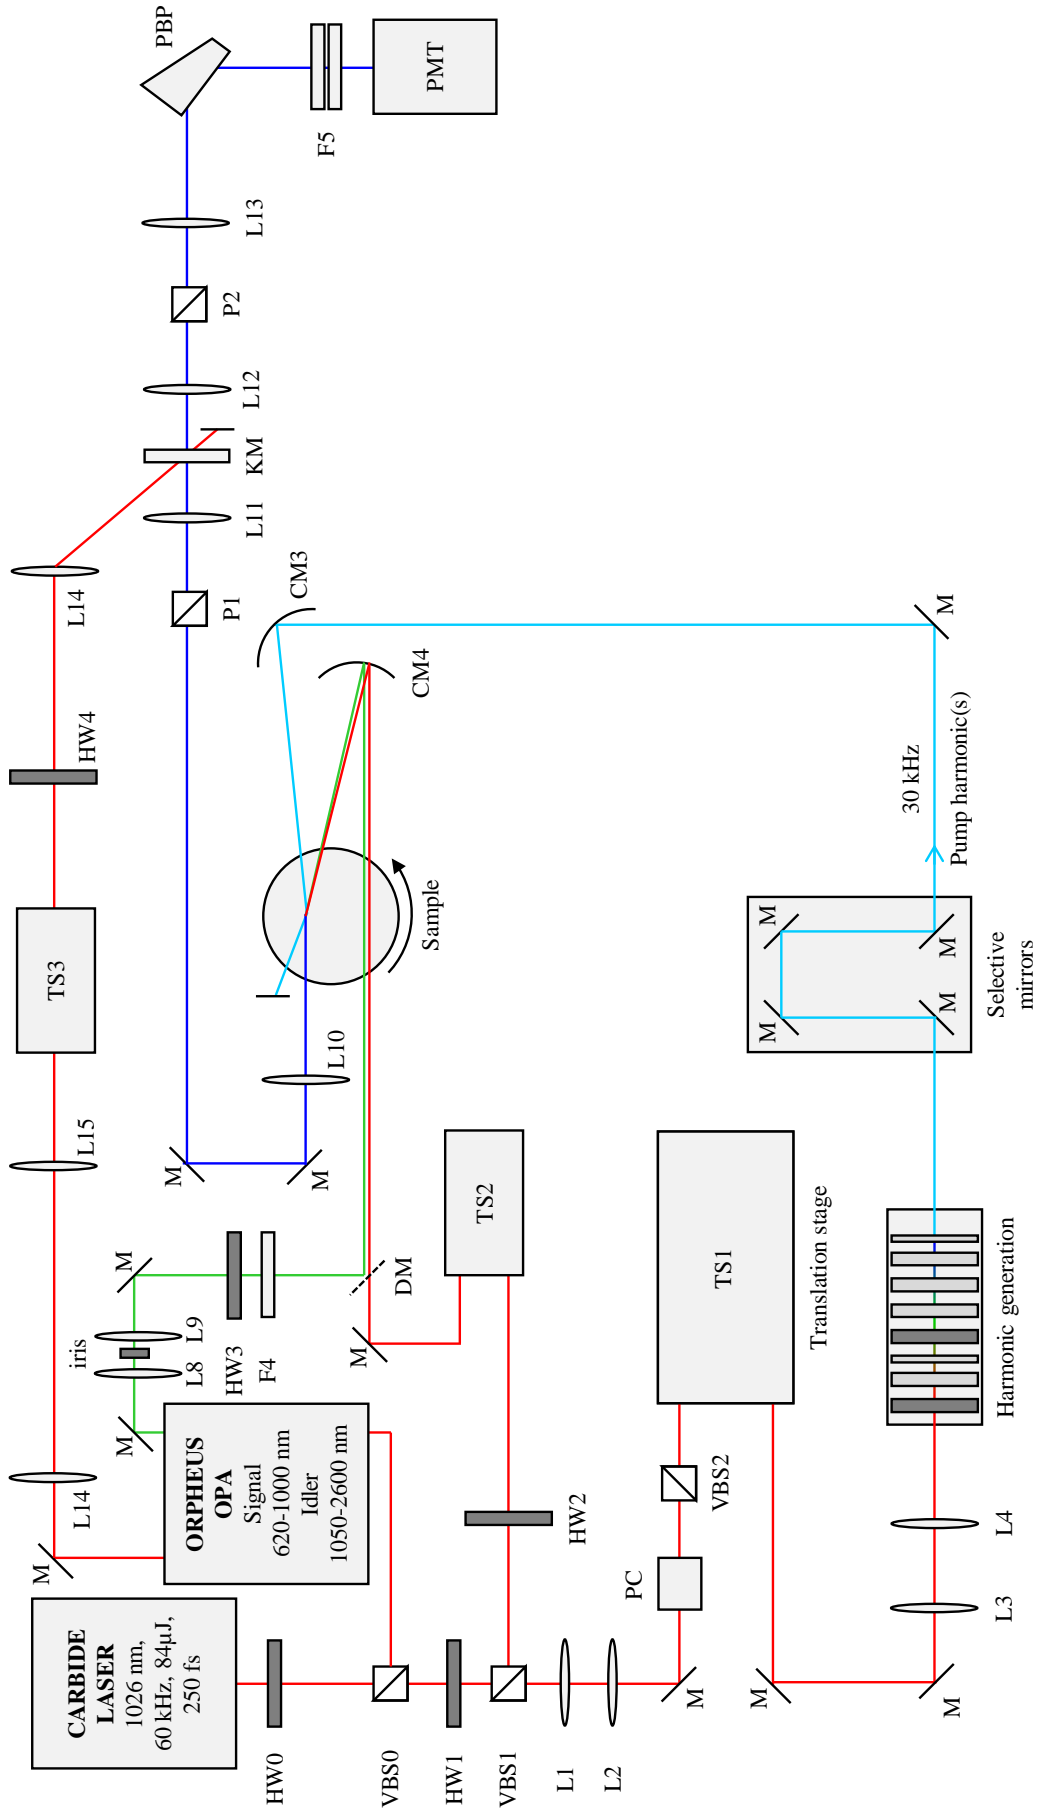 CARBIDE
LASER
1026 nm,
60 kHz, 84µJ,
250 fs
M
L14
L15
TS3
HW4
L14
ORPHEUS
OPA
Signal
620-1000 nm
Idler
1050-2600 nm
M
iris
L8
L9
M
HW3
F4
M
DM
M
M
L10
Sample
CM4
CM3
P1
L11
KM
L12
P2
L13
PBP
F5
PMT
HW0
VBS0
HW1
VBS1
HW2
TS2
L1
L2
M
PC
VBS2
TS1
Translation stage
M
M
L3
L4
Harmonic generation
M
M
M
M
Selective
mirrors
30 kHz
Pump harmonic(s)
M